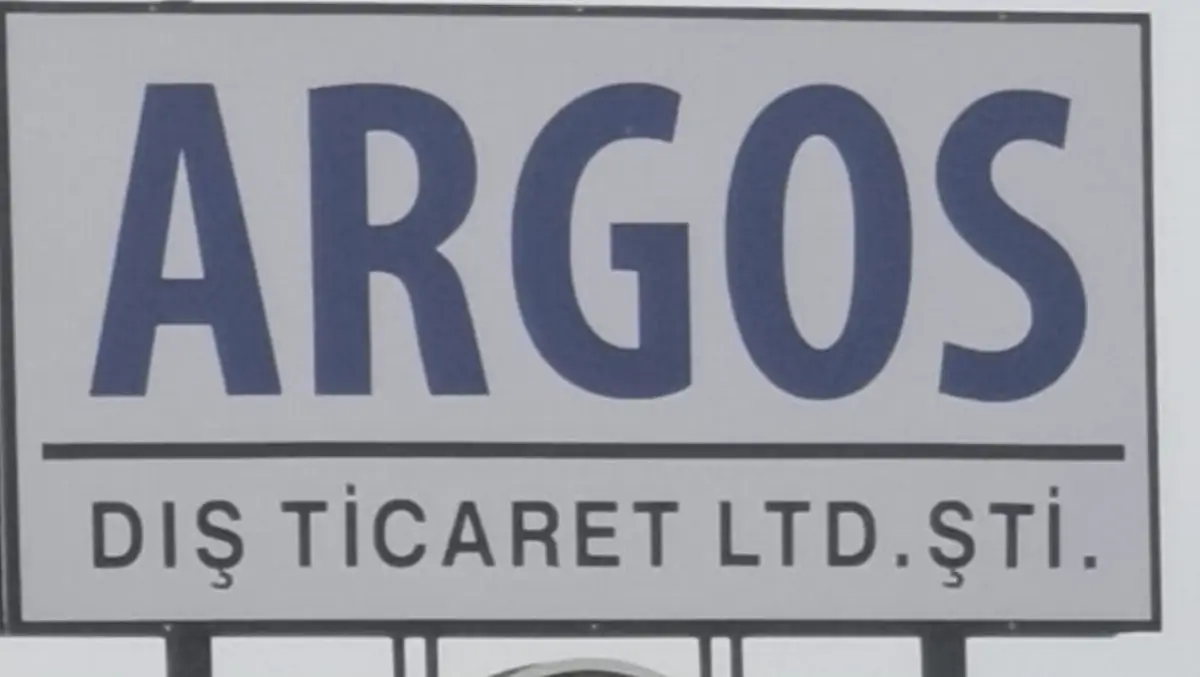 ARGOS
DIŞ TİCARET LTD.ŞTİ.